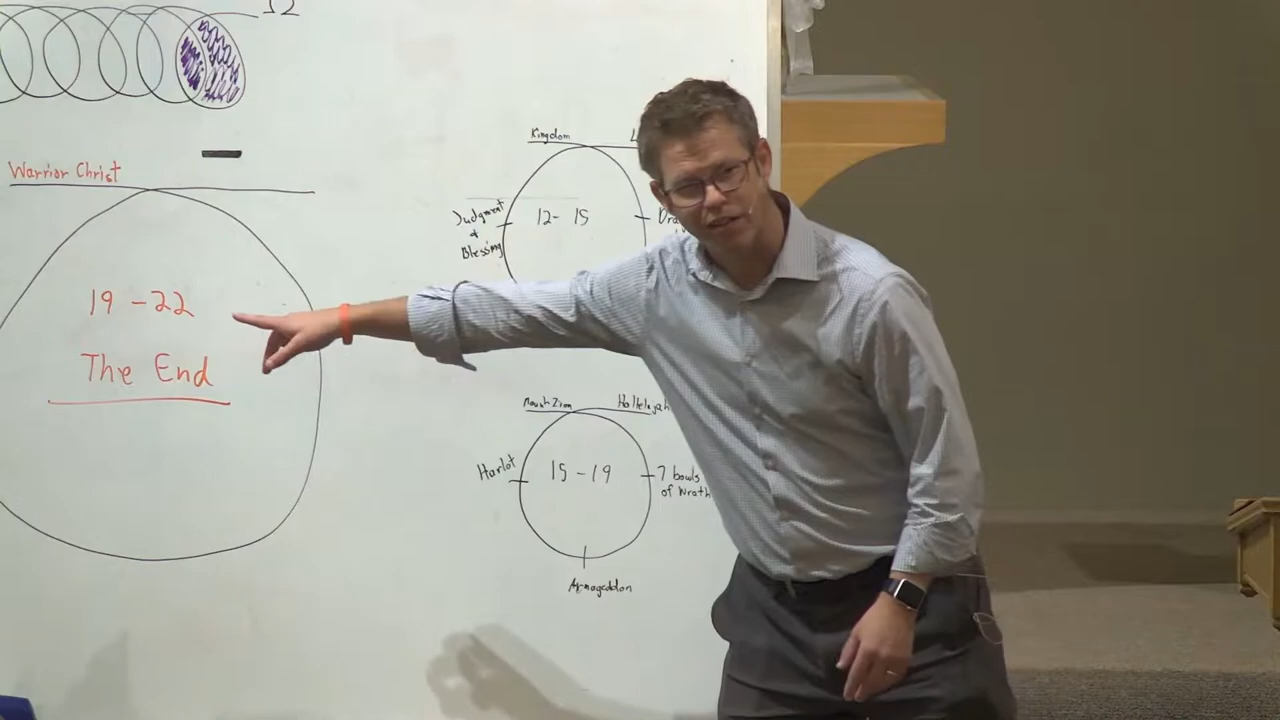 Ω
Warrior Christ
19 - 22
The End
Kingdom
Judgment
&
Blessing
12 - 15
Mount Zion
Hallelujah
Harlot
15 - 19
7 bowls
of Wrath
Armageddon